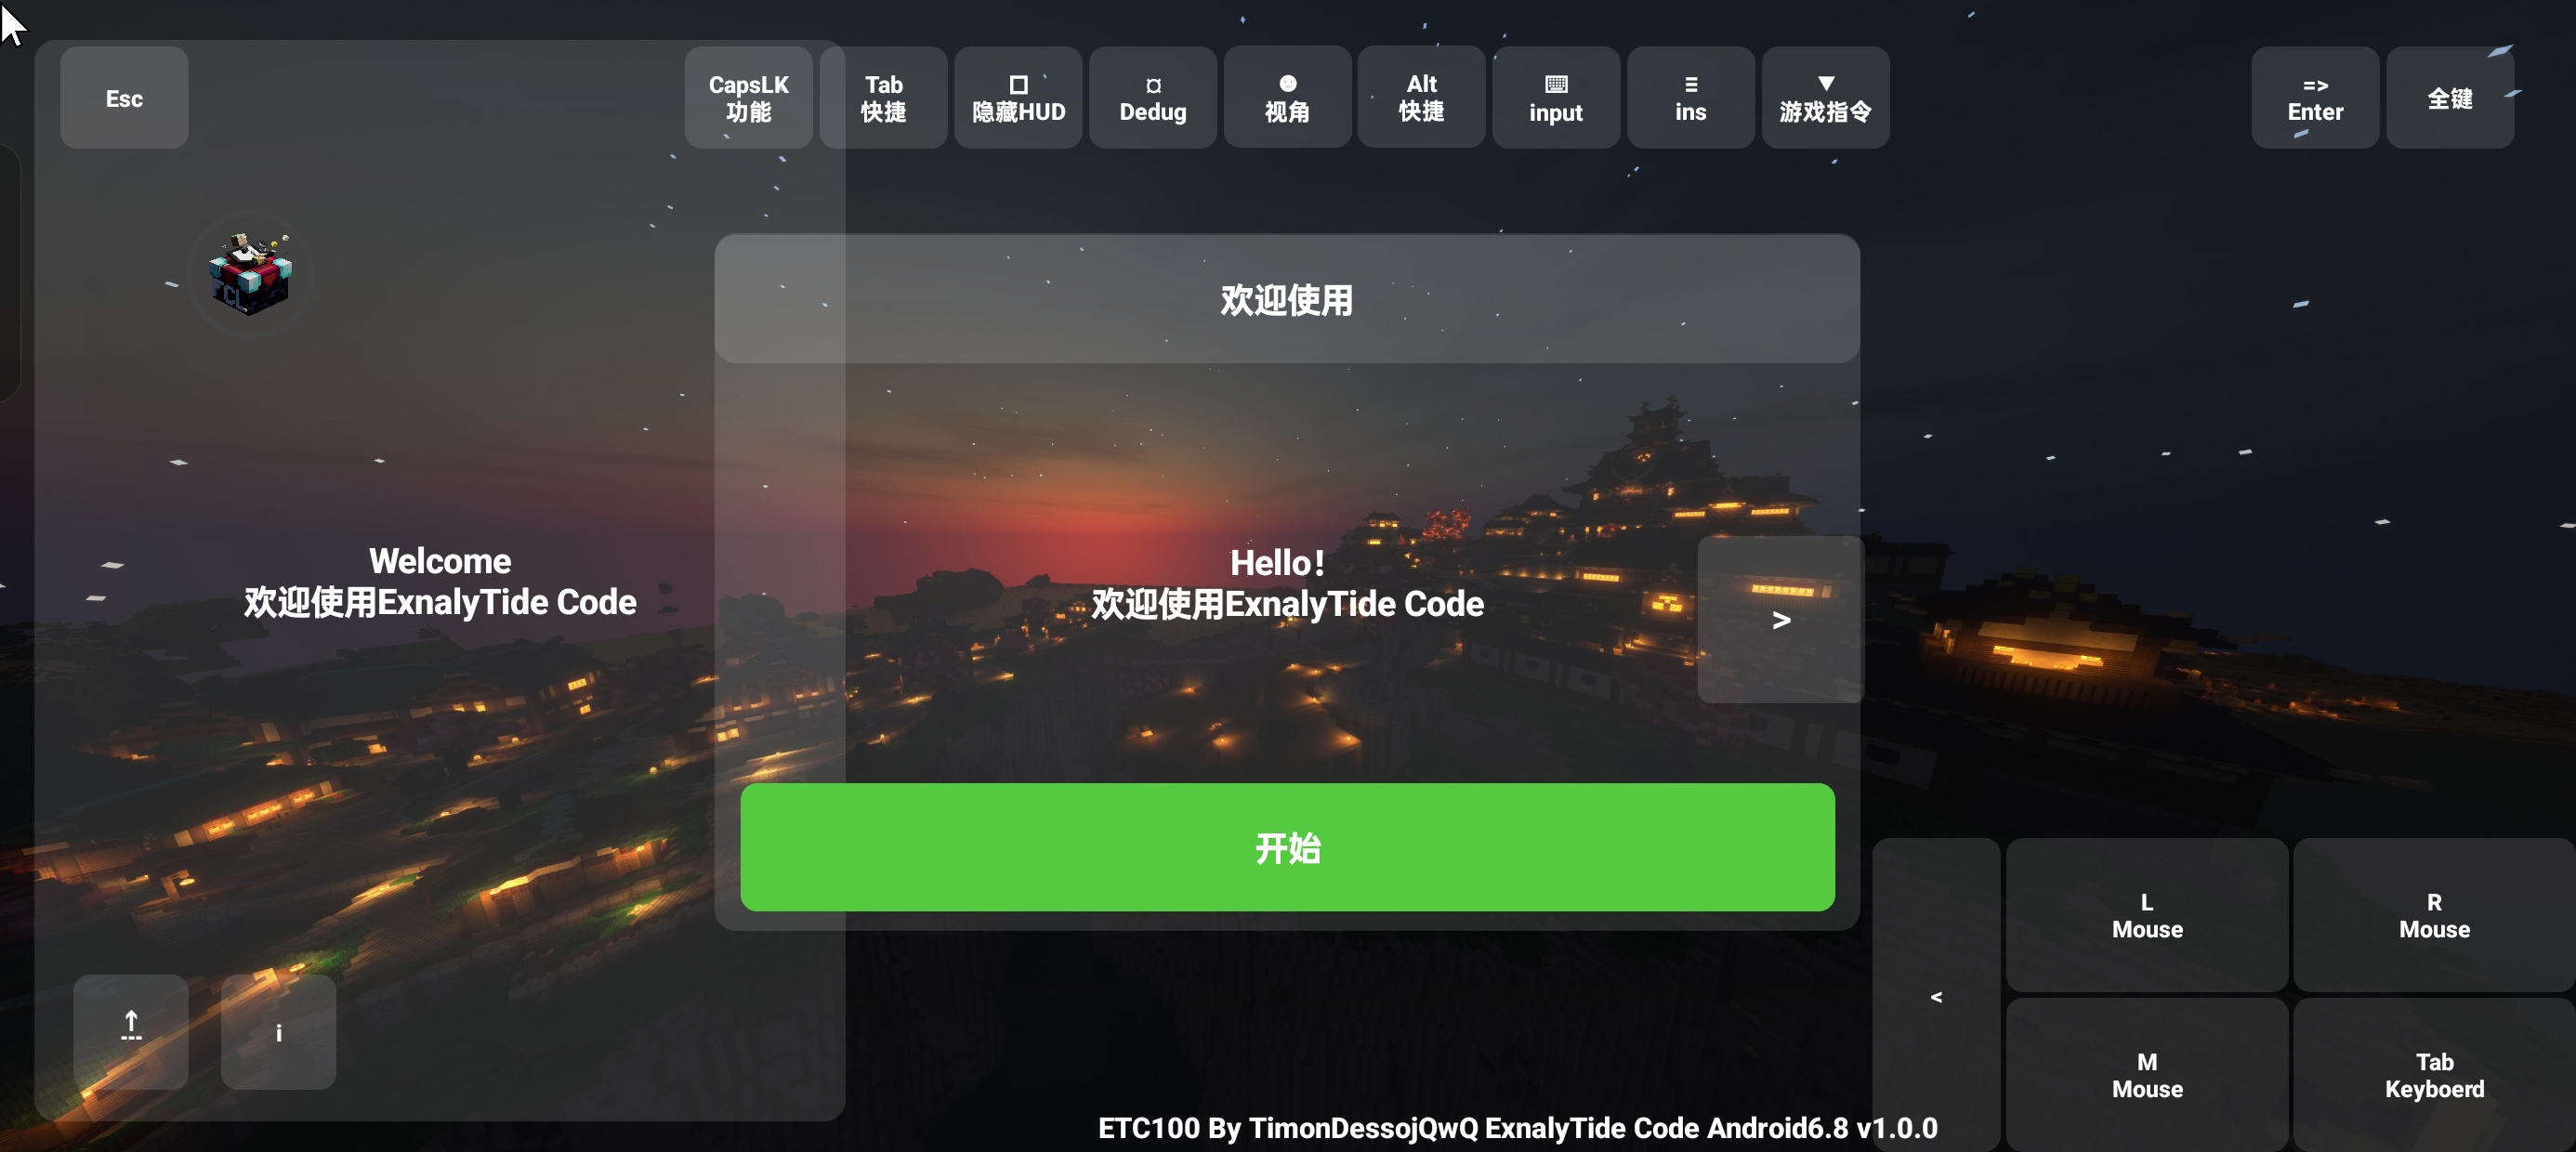 Esc
CapsLK
功能
Tab
快捷
隐藏HUD
¤
Dedug
☻
视角
Alt
快捷
⌨
input
☰
ins
▼
游戏指令
=>
Enter
全键
FCL
欢迎使用
Welcome
欢迎使用ExnalyTide Code
Hello!
欢迎使用ExnalyTide Code
>
开始
i
<
L
Mouse
R
Mouse
M
Mouse
Tab
Keyboerd
ETC100 By TimonDessojQwQ ExnalyTide Code Android6.8 v1.0.0